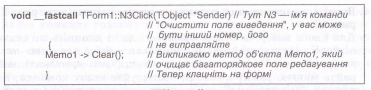 void __fastcall TForm1::N3Click(TObject *Sender) // Тут N3 — ім'я команди
// "Очистити поле виведення", у вас може
// бути інший номер, його
{ // не виправляйте
Memo1 -> Clear(); // Викликаємо метод об'єкта Memo1, який
// очищає багаторядкове поле редагування
} // Тепер клацніть на формі